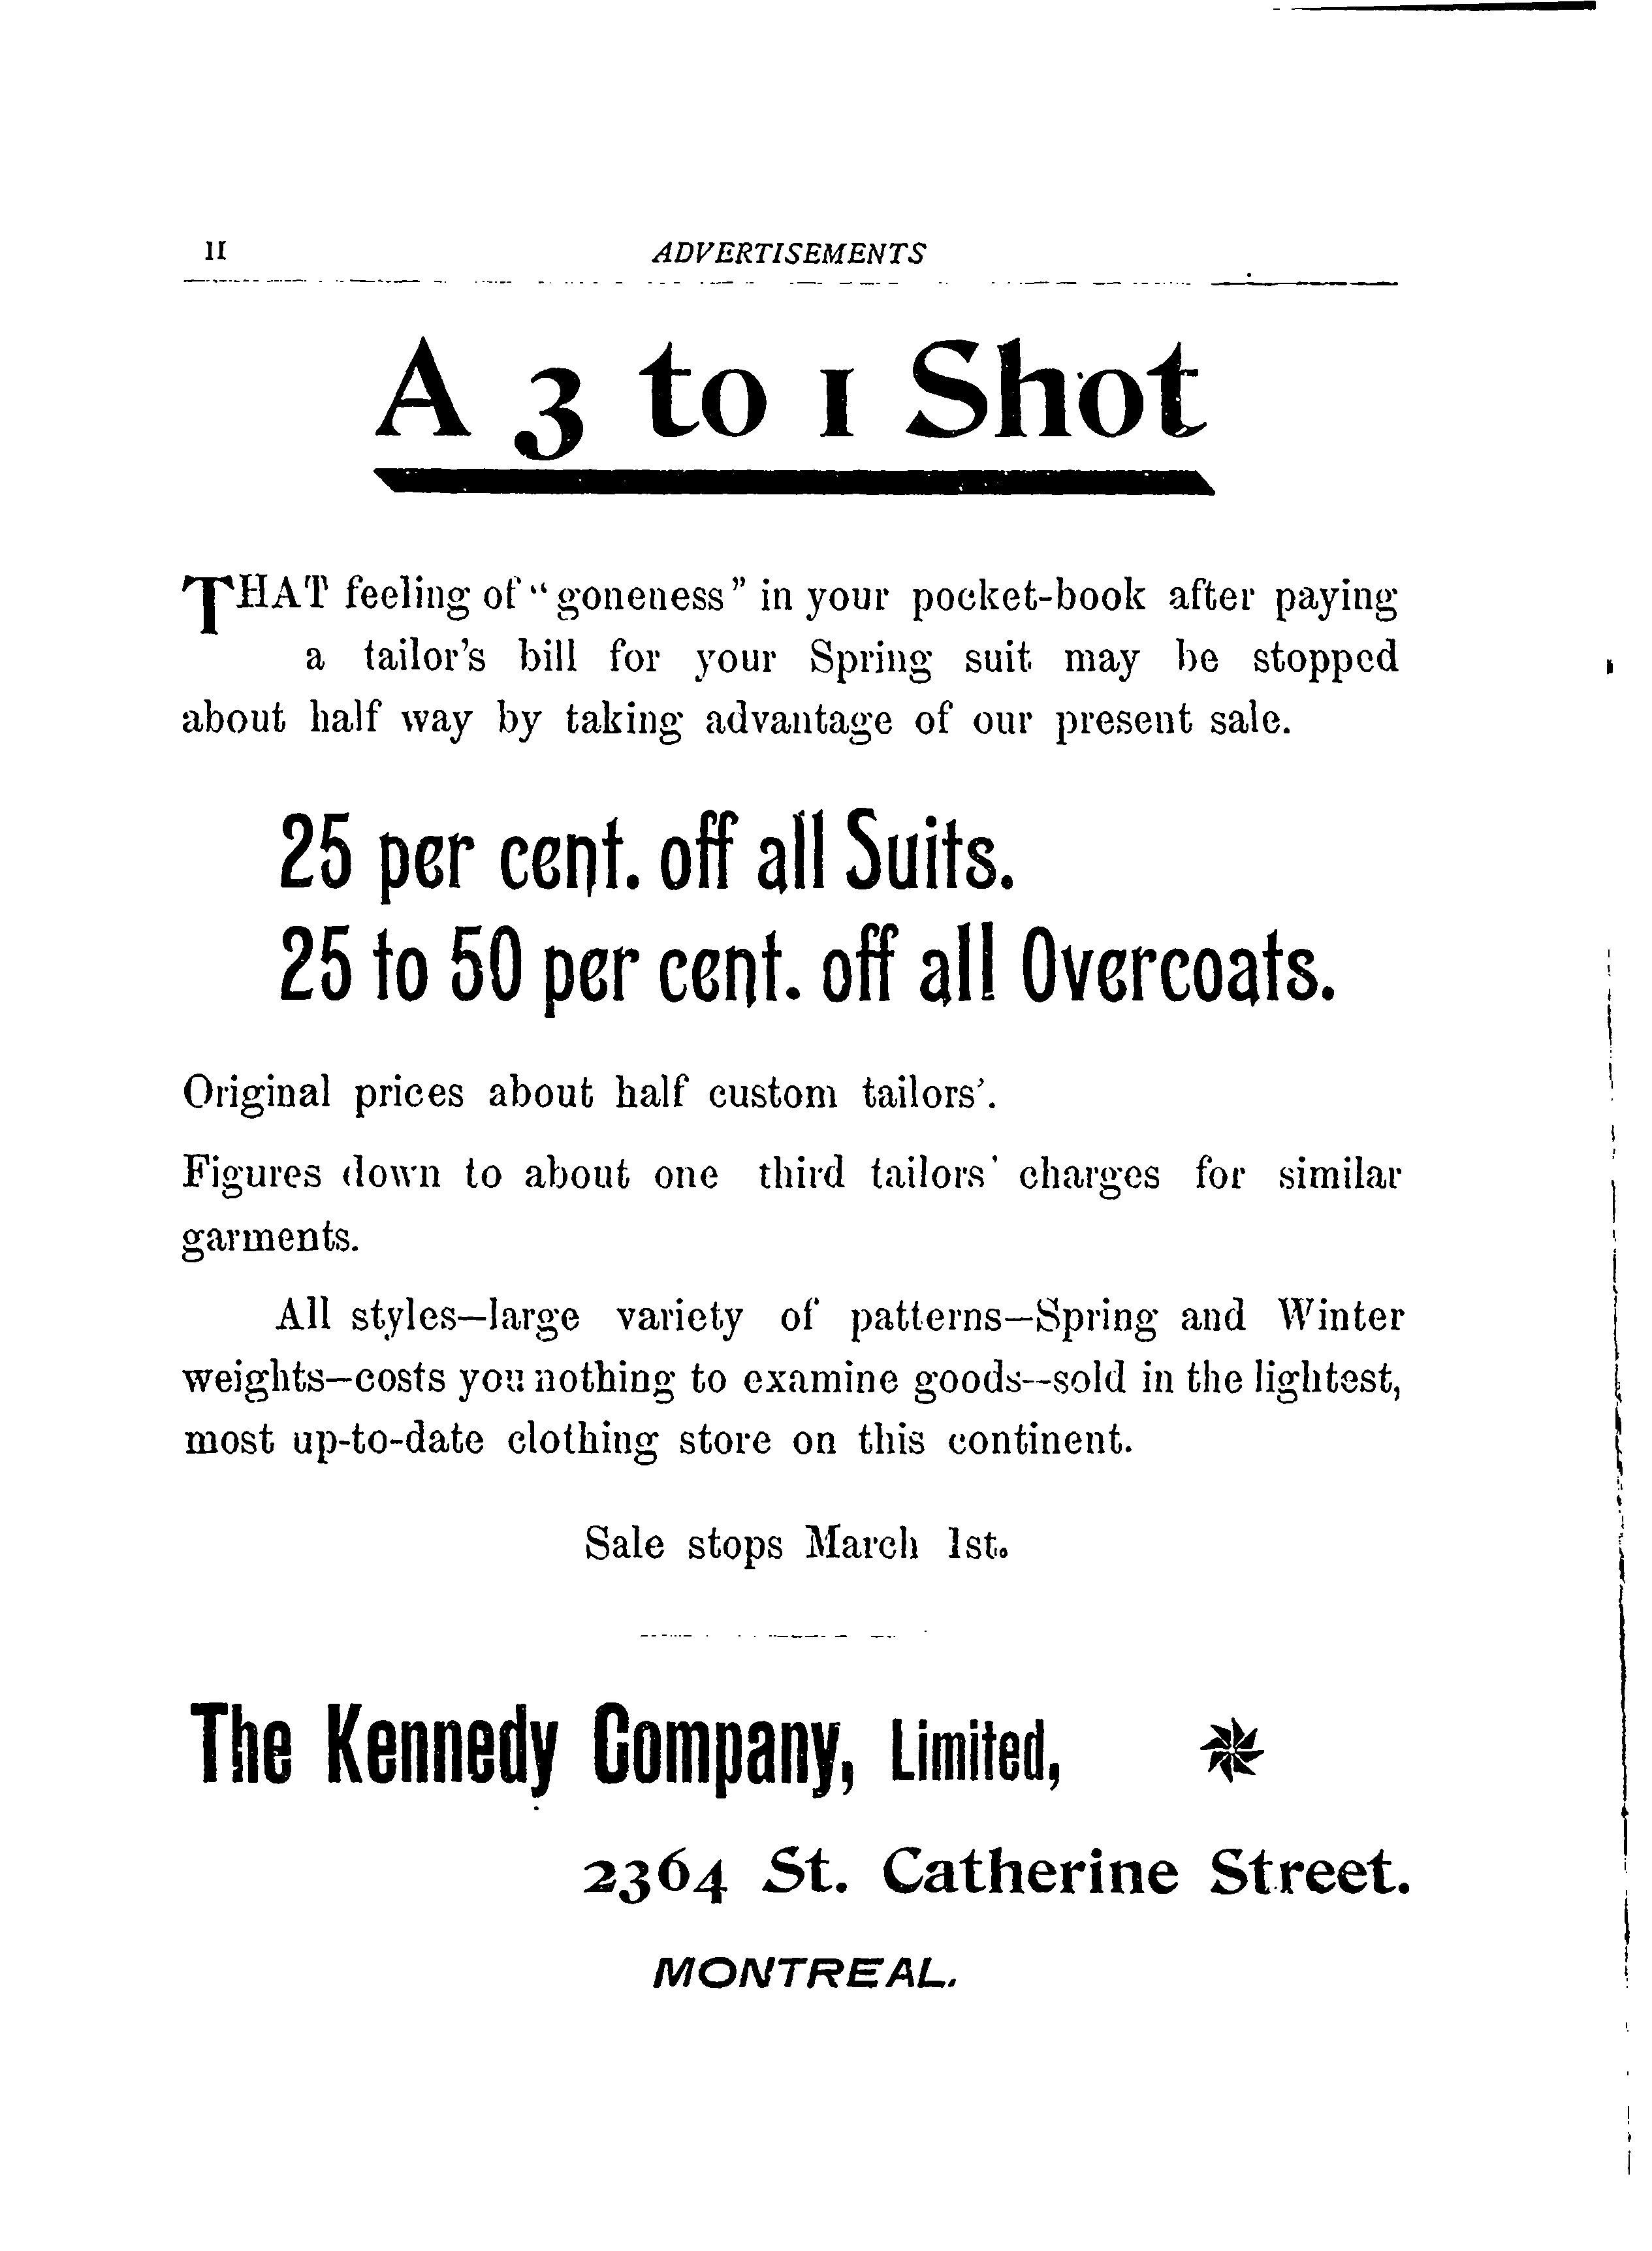 II
ADVERTISEMENTS
A 3 to 1 Shot
THAT feeling of "goneness" in your pocket-book after paying
a tailor's bill for your Spring suit may be stopped
about half way by taking advantage of our present sale.
25 per cent. off all Suits.
25 to 50 per cent. off all Overcoats.
Original prices about half custom tailors'.
Figures down to about one third tailors' charges for similar
garments.
All styles—large variety of patterns—Spring and Winter
weights—costs you nothing to examine goods—sold in the lightest,
most up-to-date clothing store on this continent.
Sale stops March 1st.
The Kennedy Company, Limited,
2364 St. Catherine Street.
MONTREAL.